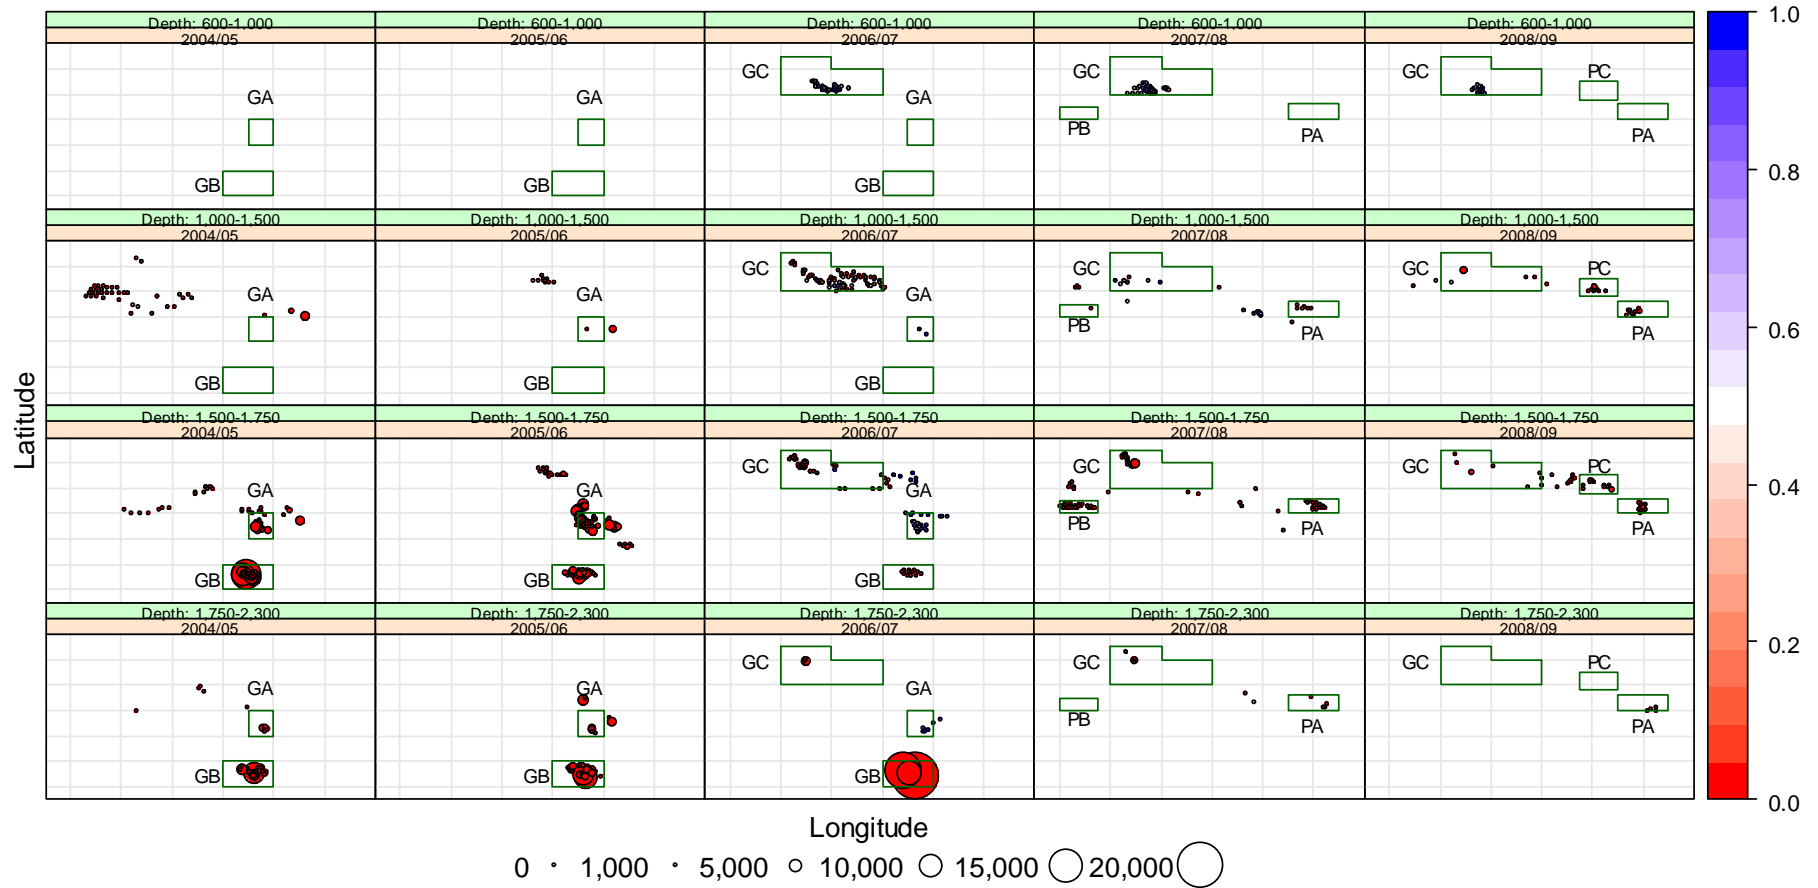 Depth: 600-1,000 Depth: 600-1,000 Depth: 600-1,000 Depth: 600-1,000 Depth: 600-1,000 1.0
2004/05 2005/06 2006/07 2007/08 2008/09
GC GC GC PC
GA GA GA
PB PA PA
GB GB GB
0.8
Depth: 1,000-1,500 Depth: 1,000-1,500 Depth: 1,000-1,500 Depth: 1,000-1,500 Depth: 1,000-1,500
2004/05 2005/06 2006/07 2007/08 2008/09
GC GC GC PC
GA GA GA
PB PA PA
0.6
GB GB GB
Latitude
Depth: 1,500-1,750 Depth: 1,500-1,750 Depth: 1,500-1,750 Depth: 1,500-1,750 Depth: 1,500-1,750
2004/05 2005/06 2006/07 2007/08 2008/09
GC GC GC PC
GA GA GA 0.4
PB PA PA
GB GB GB
Depth: 1,750-2,300 Depth: 1,750-2,300 Depth: 1,750-2,300 Depth: 1,750-2,300 Depth: 1,750-2,300
2004/05 2005/06 2006/07 2007/08 2008/09
0.2
GC GC GC PC
GA GA GA
PB PA PA
GB GB GB
0.0
Longitude
0 1,000 5,000 10,000 15,000 20,000